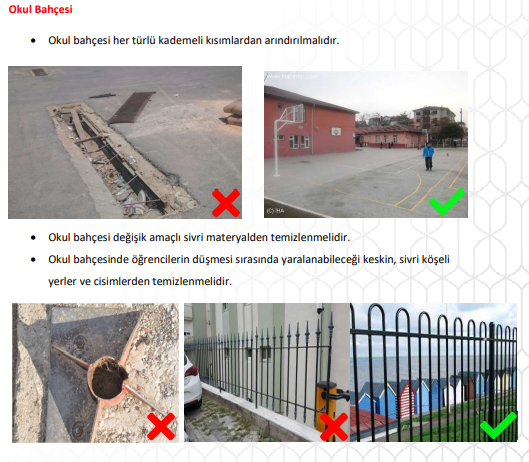 Okul Bahçesi
• Okul bahçesi her türlü kademeli kısımlardan arındırılmalıdır.
(C) İHA
• Okul bahçesi değişik amaçlı sivri materyalden temizlenmelidir.
• Okul bahçesinde öğrencilerin düşmesi sırasında yaralanabileceği keskin, sivri köşeli
yerler ve cisimlerden temizlenmelidir.